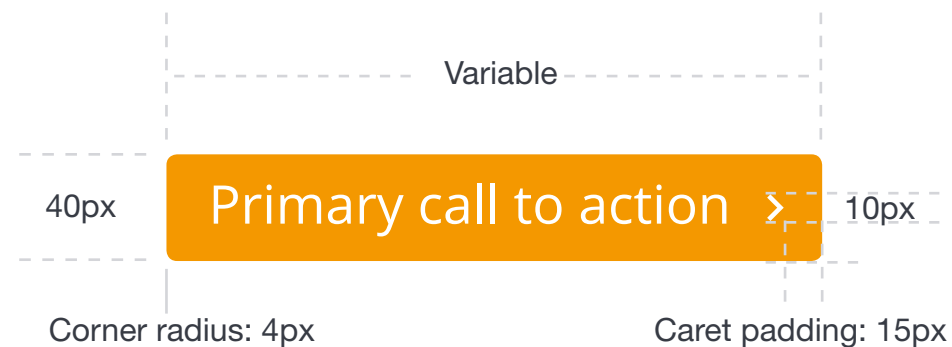 Variable
40px
Primary call to action
10px
Corner radius: 4px
Caret padding: 15px